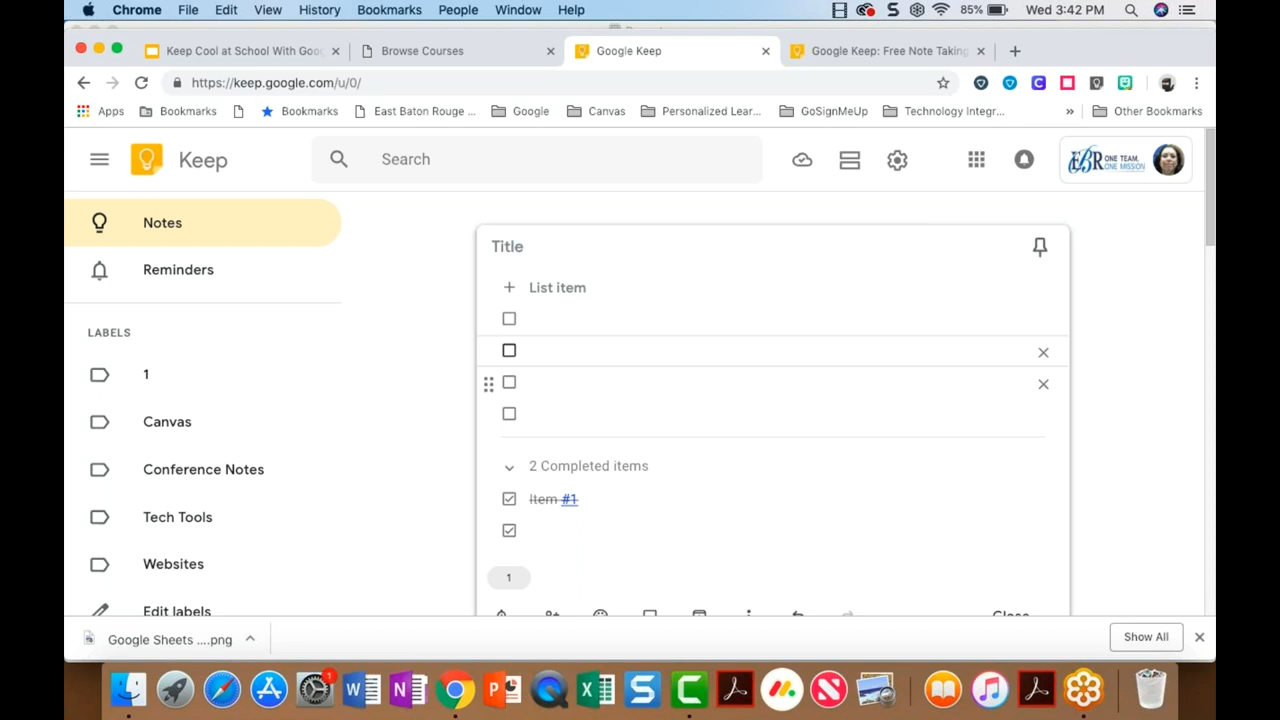 Chrome File Edit View History Bookmarks People Window Help 85% Wed 3:42 PM
Keep Cool at School With Goo Browse Courses Google Keep Google Keep: Free Note Taking
https://keep.google.com/u/0/
Apps Bookmarks Bookmarks East Baton Rouge ... Google Canvas Personalized Lear... GoSignMeUp Technology Integr... » Other Bookmarks
Keep Search EBR ONE TEAM, ONE MISSION
Notes
Title
Reminders
+ List item
LABELS
1
Canvas
Conference Notes
2 Completed items
Item #1
Tech Tools
Websites
1
Edit labels
Close
Google Sheets ....png Show All
1
W N P X S C